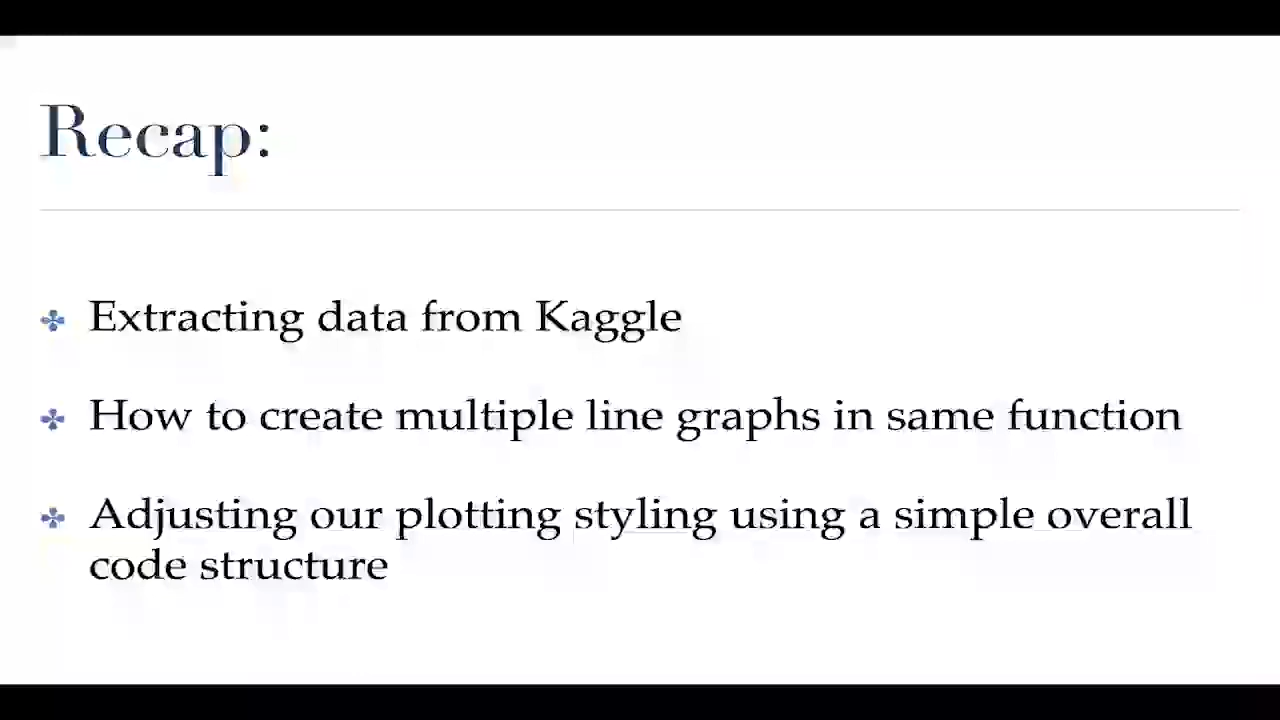 Recap:
Extracting data from Kaggle
How to create multiple line graphs in same function
Adjusting our plotting styling using a simple overall
code structure